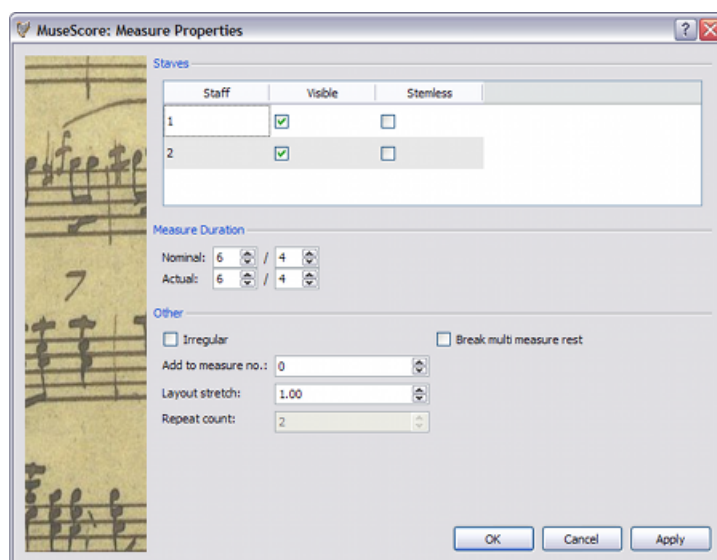 MuseScore: Measure Properties
Staves
Staff Visible Stemless
1
2
Measure Duration
Nominal: 6 / 4
Actual: 6 / 4
Other
Irregular Break multi measure rest
Add to measure no.: 0
Layout stretch: 1.00
Repeat count: 2
OK Cancel Apply
7